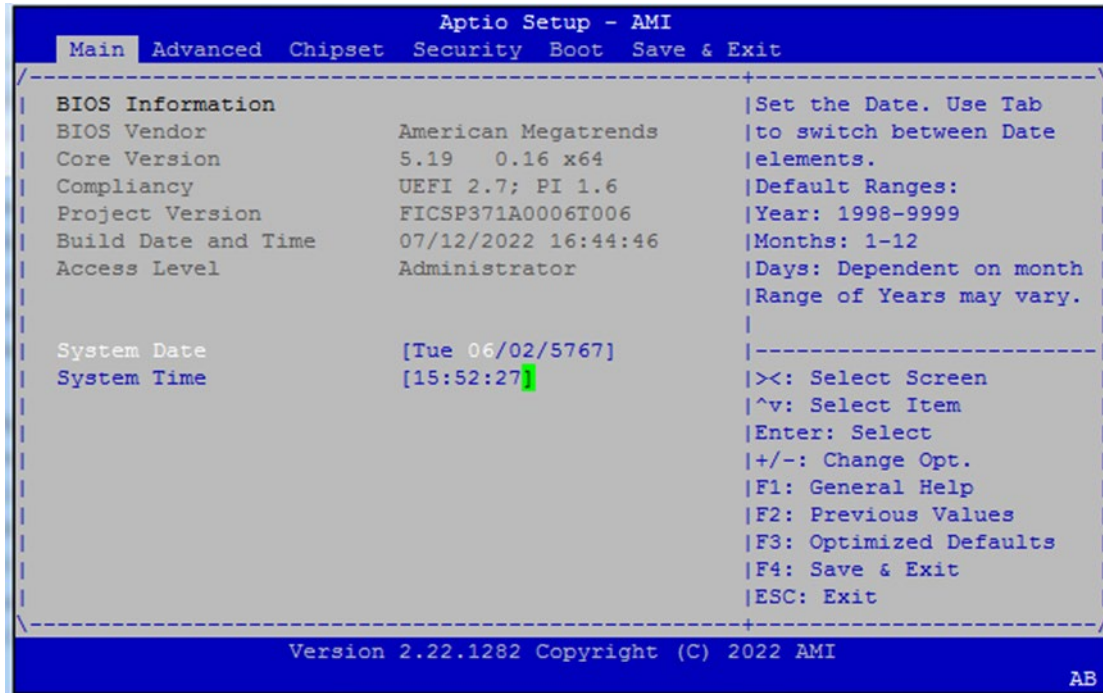 Aptio Setup - AMI
Main Advanced Chipset Security Boot Save & Exit
/----------------------------------------------------+-------------------------\
BIOS Information |Set the Date. Use Tab
BIOS Vendor American Megatrends |to switch between Date
Core Version 5.19 0.16 x64 |elements.
Compliancy UEFI 2.7; PI 1.6 |Default Ranges:
Project Version FICSP371A0006T006 |Year: 1998-9999
Build Date and Time 07/12/2022 16:44:46 |Months: 1-12
Access Level Administrator |Days: Dependent on month
|Range of Years may vary.
System Date [Tue 06/02/5767] |-------------------------
System Time [15:52:27] |><: Select Screen
|^v: Select Item
|Enter: Select
|+/-: Change Opt.
|F1: General Help
|F2: Previous Values
|F3: Optimized Defaults
|F4: Save & Exit
|ESC: Exit
\----------------------------------------------------+-------------------------/
Version 2.22.1282 Copyright (C) 2022 AMI
AB